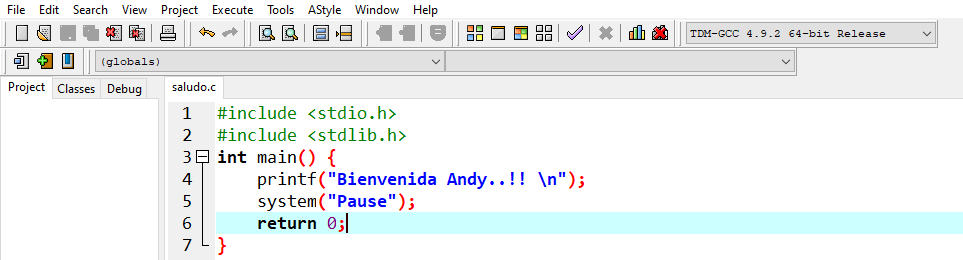 File Edit Search View Project Execute Tools AStyle Window Help
TDM-GCC 4.9.2 64-bit Release
(globals)
Project Classes Debug saludo.c
1 #include <stdio.h>
2 #include <stdlib.h>
3 int main() {
4 printf("Bienvenida Andy..!! \n");
5 system("Pause");
6 return 0;
7 }